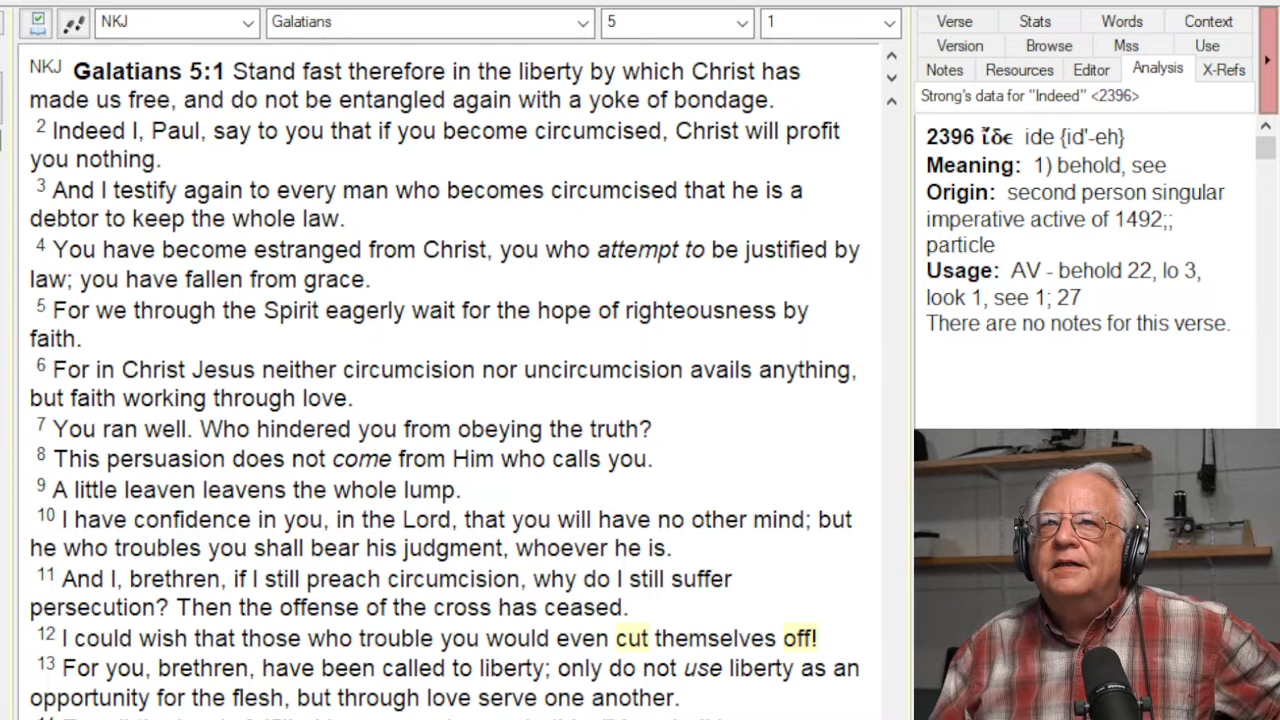 NKJ Galatians 5 1
NKJ Galatians 5:1 Stand fast therefore in the liberty by which Christ has
made us free, and do not be entangled again with a yoke of bondage.
2 Indeed I, Paul, say to you that if you become circumcised, Christ will profit
you nothing.
3 And I testify again to every man who becomes circumcised that he is a
debtor to keep the whole law.
4 You have become estranged from Christ, you who attempt to be justified by
law; you have fallen from grace.
5 For we through the Spirit eagerly wait for the hope of righteousness by
faith.
6 For in Christ Jesus neither circumcision nor uncircumcision avails anything,
but faith working through love.
7 You ran well. Who hindered you from obeying the truth?
8 This persuasion does not come from Him who calls you.
9 A little leaven leavens the whole lump.
10 I have confidence in you, in the Lord, that you will have no other mind; but
he who troubles you shall bear his judgment, whoever he is.
11 And I, brethren, if I still preach circumcision, why do I still suffer
persecution? Then the offense of the cross has ceased.
12 I could wish that those who trouble you would even cut themselves off!
13 For you, brethren, have been called to liberty; only do not use liberty as an
opportunity for the flesh, but through love serve one another.
Verse Stats Words Context
Version Browse Mss Use
Notes Resources Editor Analysis X-Refs
Strong's data for "Indeed" <2396>
2396 ἴδε ide {id'-eh}
Meaning: 1) behold, see
Origin: second person singular
imperative active of 1492;;
particle
Usage: AV - behold 22, lo 3,
look 1, see 1; 27
There are no notes for this verse.